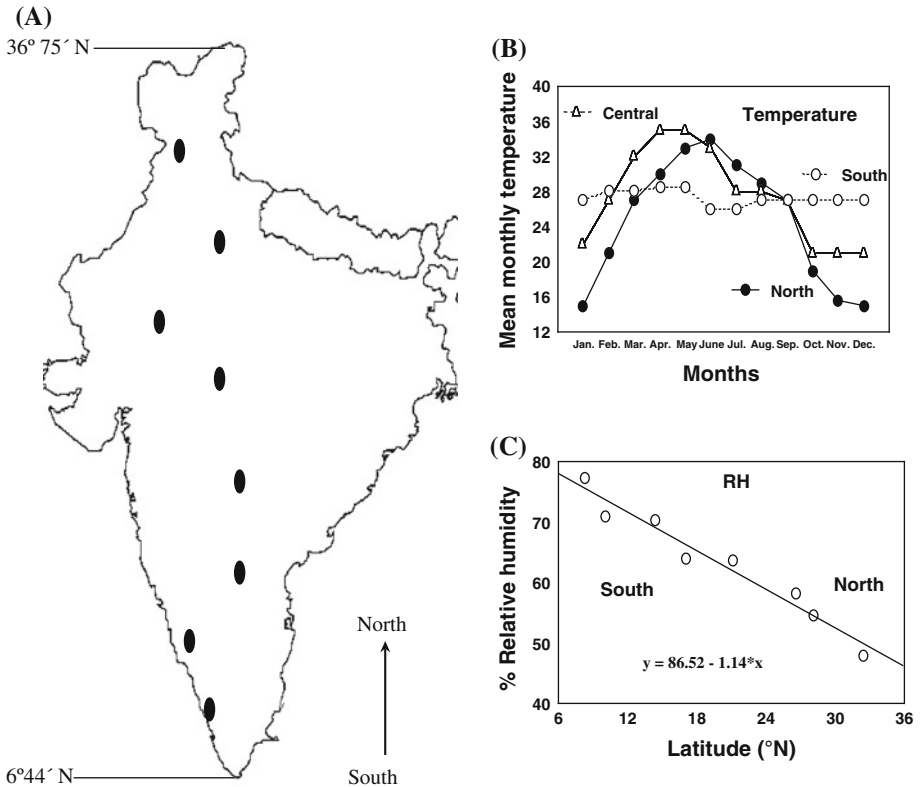 (A)
36º 75´ N
North
South
6º44´ N
(B)
Mean monthly temperature
40
36
32
28
24
20
16
12
Central
Temperature
South
North
Jan. Feb. Mar. Apr. May June Jul. Aug. Sep. Oct. Nov. Dec.
Months
(C)
% Relative humidity
80
70
60
50
40
RH
South
North
y = 86.52 - 1.14*x
6 12 18 24 30 36
Latitude (°N)